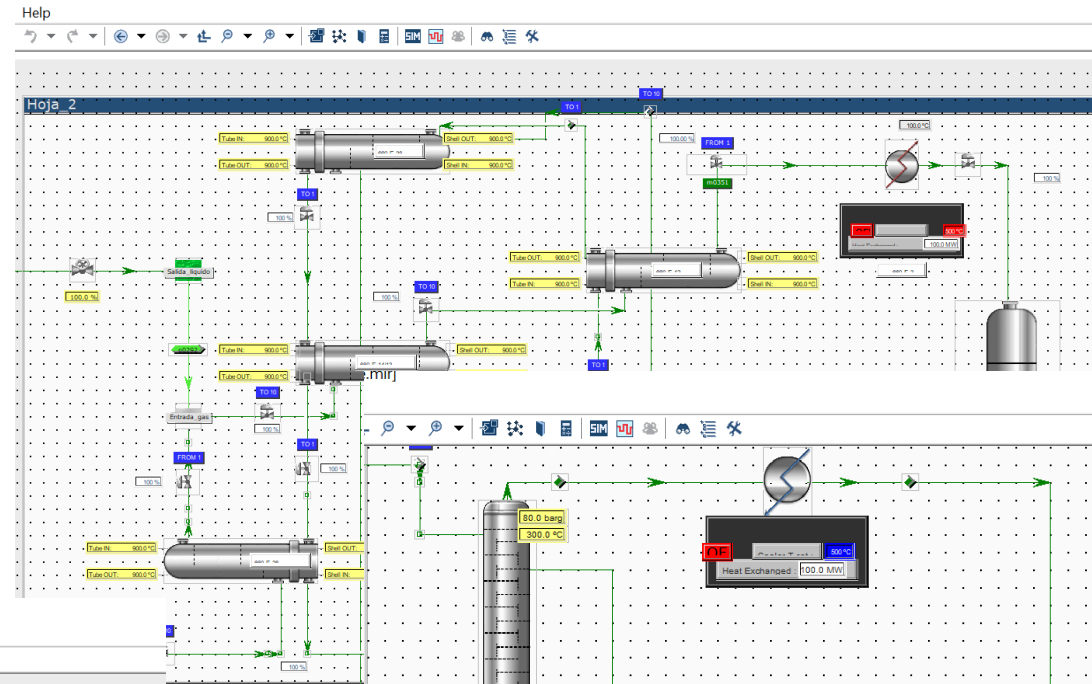 Help
SIM
Hoja_2
TO 10
TO 1
100.0 °C
Tube IN: 900.0 °C
Shell OUT: 900.0 °C
100.00 %
FROM 1
Tube OUT: 900.0 °C
Shell IN: 900.0 °C
m0351
100 %
TO 1
100 %
500 °C
100.0 MW
Tube OUT: 900.0 °C
Shell OUT: 900.0 °C
Salida_liquido
Tube IN: 900.0 °C
Shell IN: 900.0 °C
TO 10
100.0 %
100 %
Tube IN: 900.0 °C
Shell OUT: 900.0 °C
TO 1
Tube OUT: 900.0 °C
TO 10
Entrada_gas
100 %
SIM
TO 1
FROM 1
100 %
100 %
80.0 barg
300.0 °C
Tube IN: 900.0 °C
Shell OUT:
500 °C
Heat Exchanged : 100.0 MW
Tube OUT: 900.0 °C
Shell IN:
100 %